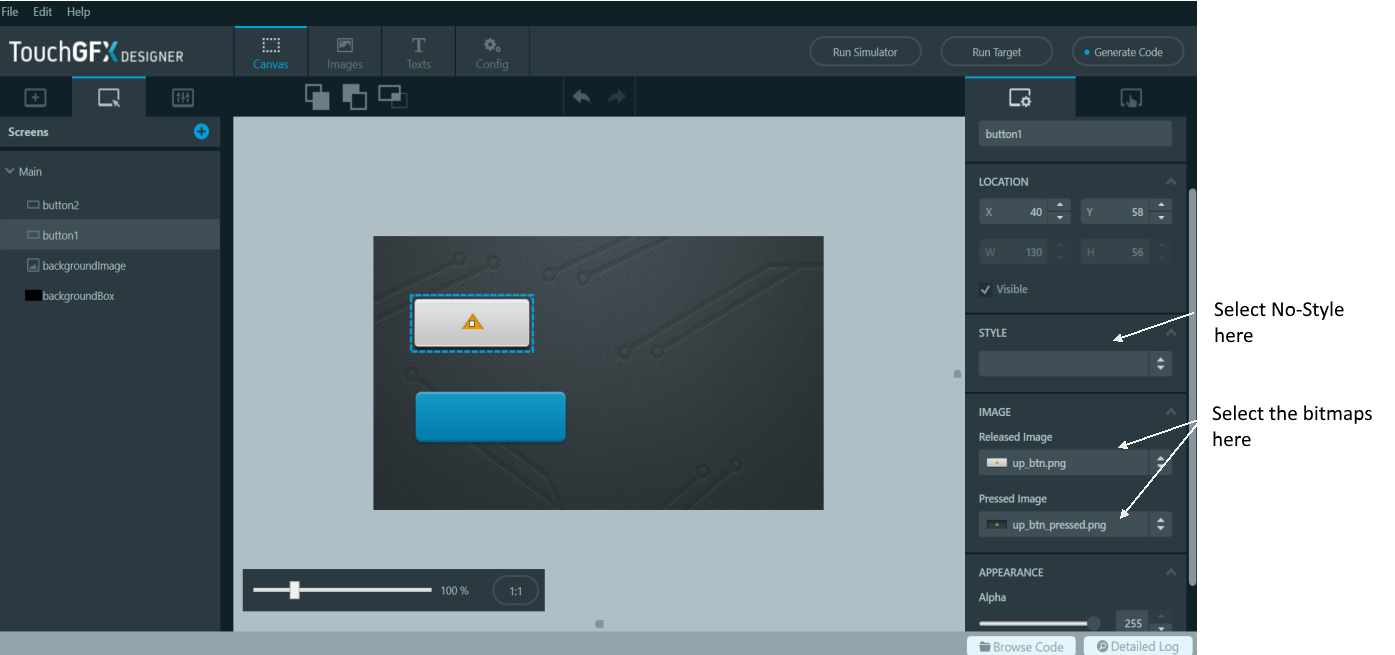 File Edit Help
TouchGFX DESIGNER
Canvas
Images
Texts
Config
Run Simulator
Run Target
Generate Code
Screens
Main
button2
button1
backgroundImage
backgroundBox
100 %
1:1
button1
LOCATION
X 40 Y 58
W 130 H 56
Visible
STYLE
IMAGE
Released Image
up_btn.png
Pressed Image
up_btn_pressed.png
APPEARANCE
Alpha
255
Browse Code
Detailed Log
Select No-Style
here
Select the bitmaps
here